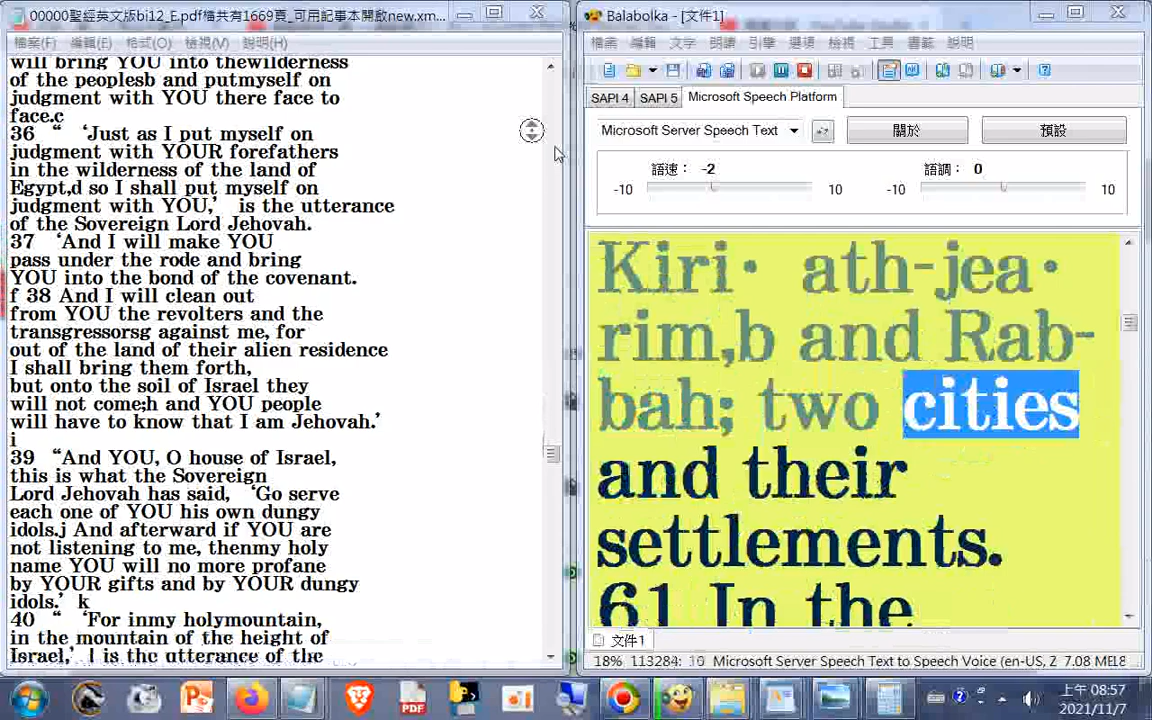 00000聖經英文版bi12_E.pdf檔共有1669頁_可用記事本開啟new.xm...
檔案(F) 編輯(E) 格式(O) 檢視(V) 說明(H)
will bring YOU into thewilderness
of the peoplesb and putmyself on
judgment with YOU there face to
face.c
36 “ ‘Just as I put myself on
judgment with YOUR forefathers
in the wilderness of the land of
Egypt,d so I shall put myself on
judgment with YOU,’ is the utterance
of the Sovereign Lord Jehovah.
37 ‘And I will make YOU
pass under the rode and bring
YOU into the bond of the covenant.
f 38 And I will clean out
from YOU the revolters and the
transgressorsg against me, for
out of the land of their alien residence
I shall bring them forth,
but onto the soil of Israel they
will not come;h and YOU people
will have to know that I am Jehovah.’
i
39 “And YOU, O house of Israel,
this is what the Sovereign
Lord Jehovah has said, ‘Go serve
each one of YOU his own dungy
idols.j And afterward if YOU are
not listening to me, thenmy holy
name YOU will no more profane
by YOUR gifts and by YOUR dungy
idols.’ k
40 “ ‘For inmy holymountain,
in the mountain of the height of
Israel,’ l is the utterance of the
Balabolka - [文件1]
檔案 編輯 文字 朗讀 引擎 選項 檢視 工具 書籤 說明
SAPI 4 SAPI 5 Microsoft Speech Platform
Microsoft Server Speech Text 關於 預設
語速： -2 語調： 0
-10 10 -10 10
Kiri· ath-jea·
rim,b and Rab-
bah; two cities
and their
settlements.
61 In the
文件1
18% 113284: 10 Microsoft Server Speech Text to Speech Voice (en-US, Z 7.08 МЕ18
PDF
上午 08:57
2021/11/7